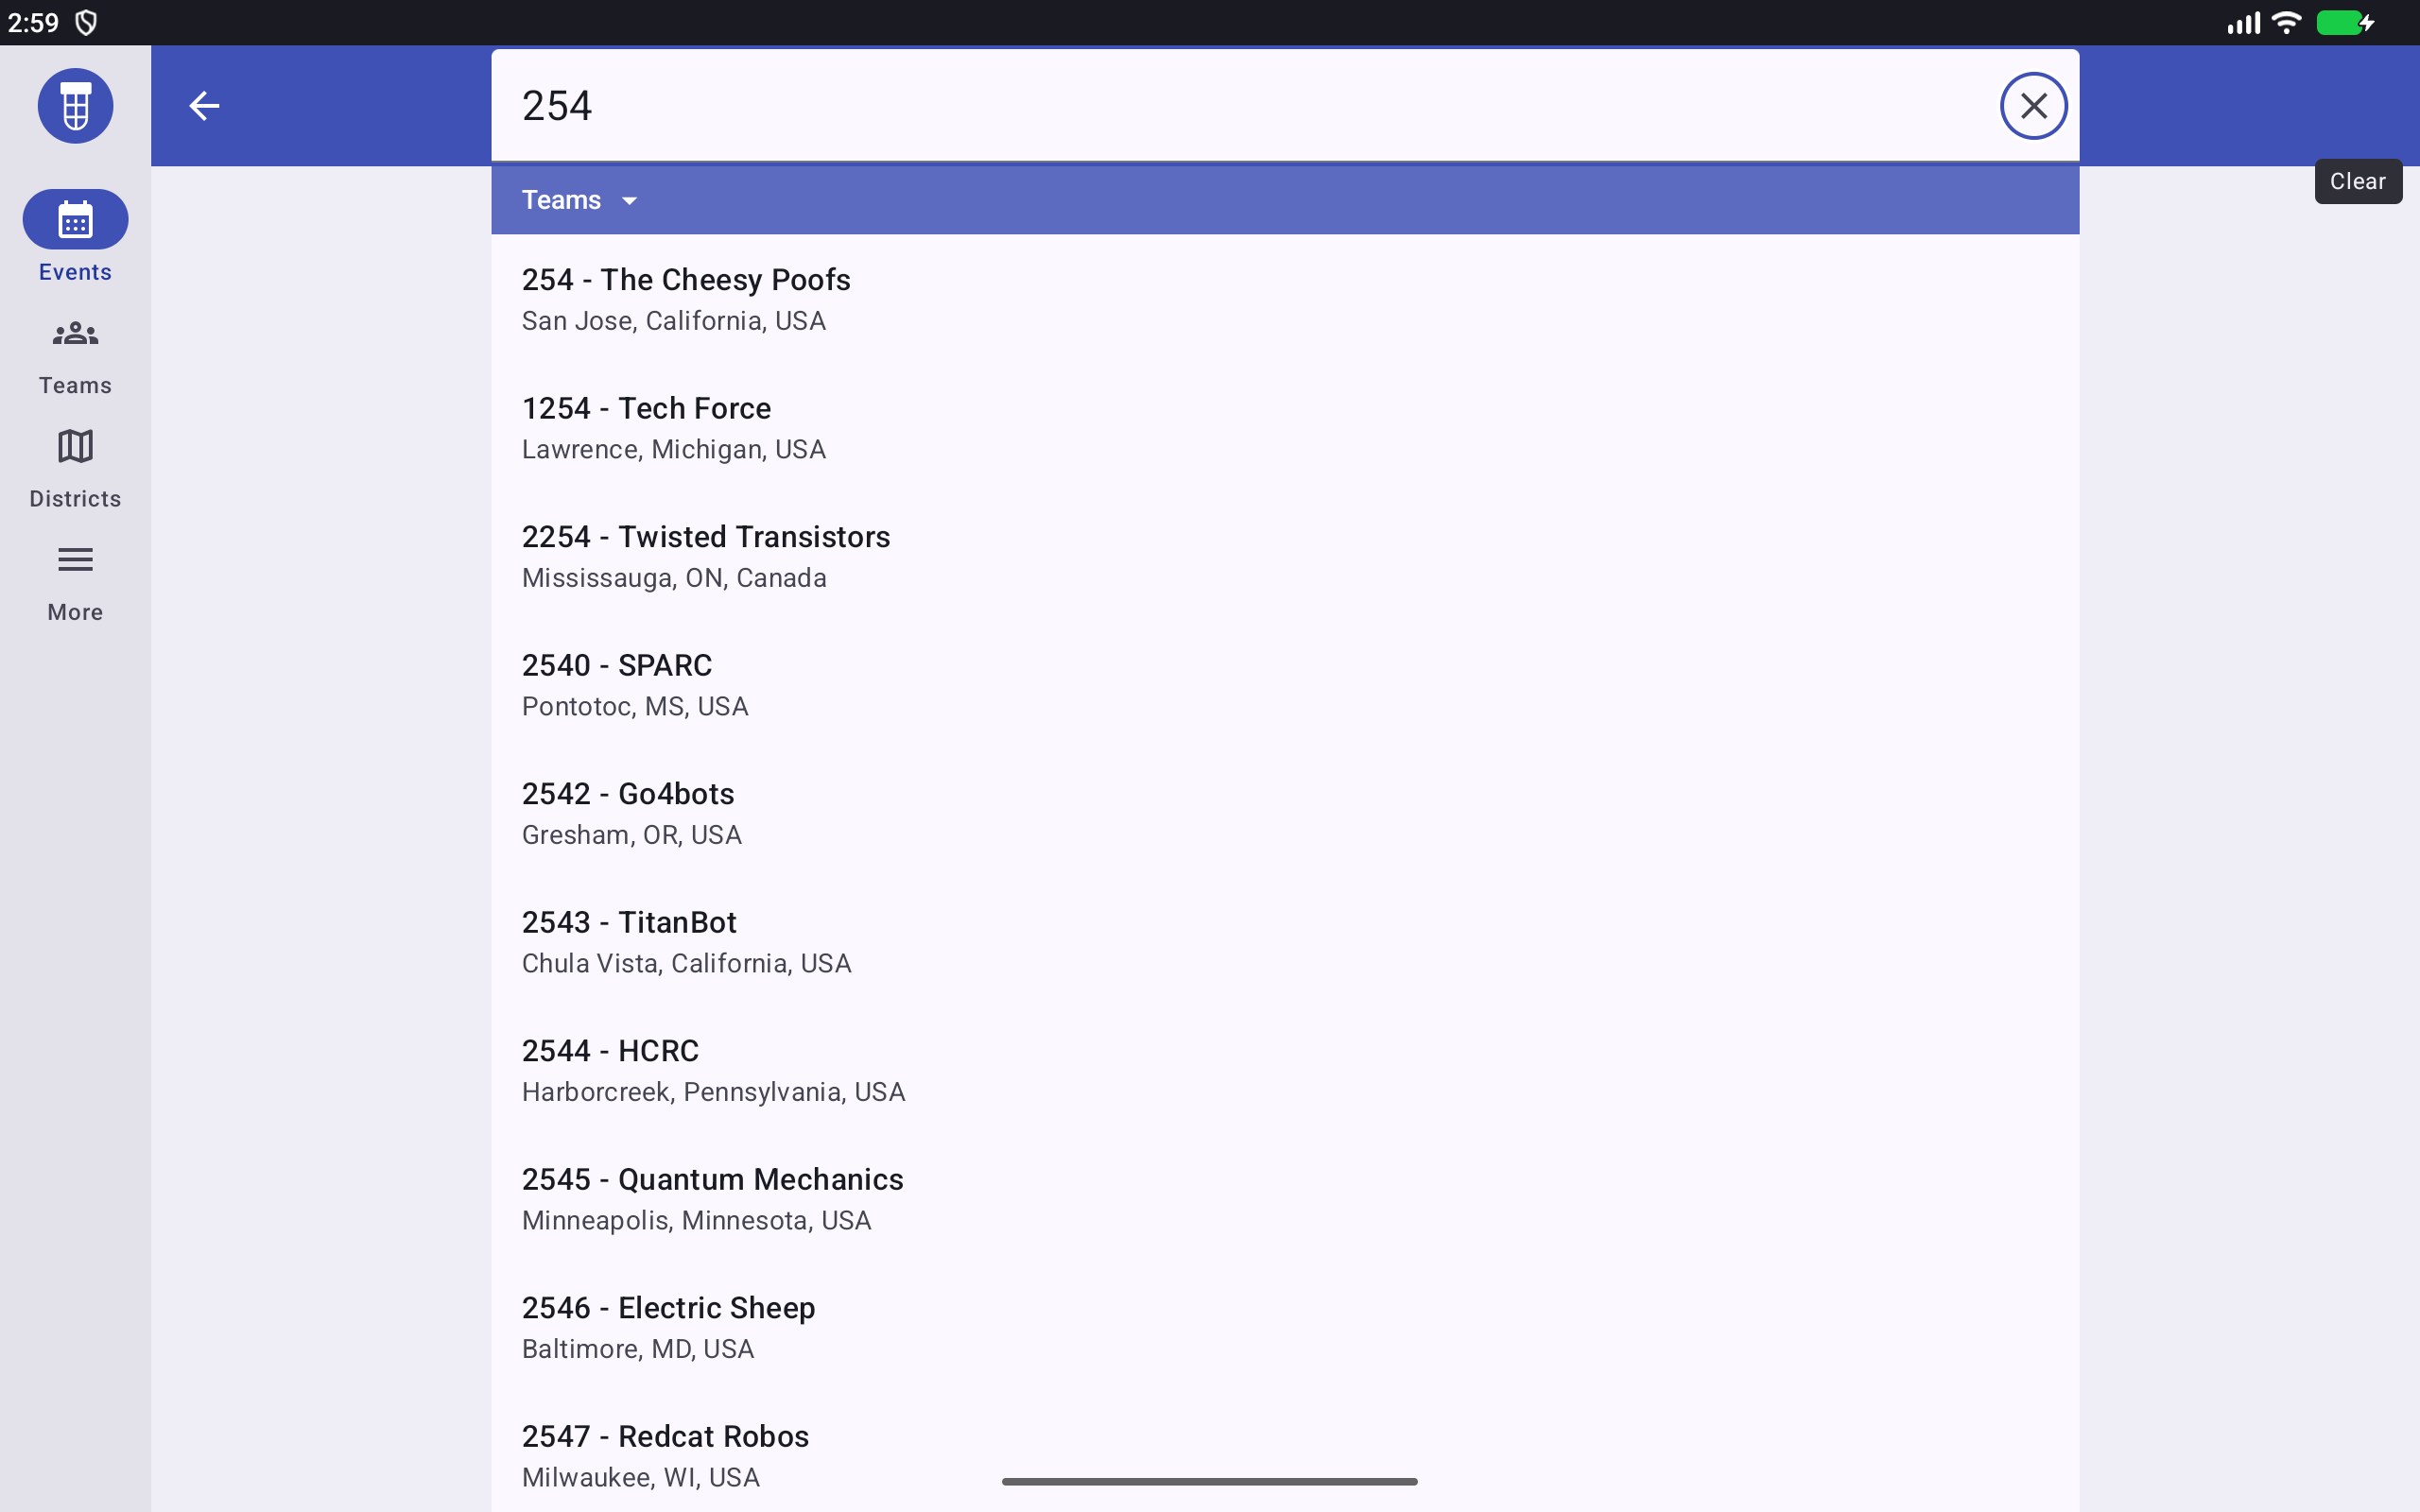 2:59
254
Clear
Teams
Events
Teams
Districts
More
254 - The Cheesy Poofs
San Jose, California, USA
1254 - Tech Force
Lawrence, Michigan, USA
2254 - Twisted Transistors
Mississauga, ON, Canada
2540 - SPARC
Pontotoc, MS, USA
2542 - Go4bots
Gresham, OR, USA
2543 - TitanBot
Chula Vista, California, USA
2544 - HCRC
Harborcreek, Pennsylvania, USA
2545 - Quantum Mechanics
Minneapolis, Minnesota, USA
2546 - Electric Sheep
Baltimore, MD, USA
2547 - Redcat Robos
Milwaukee, WI, USA